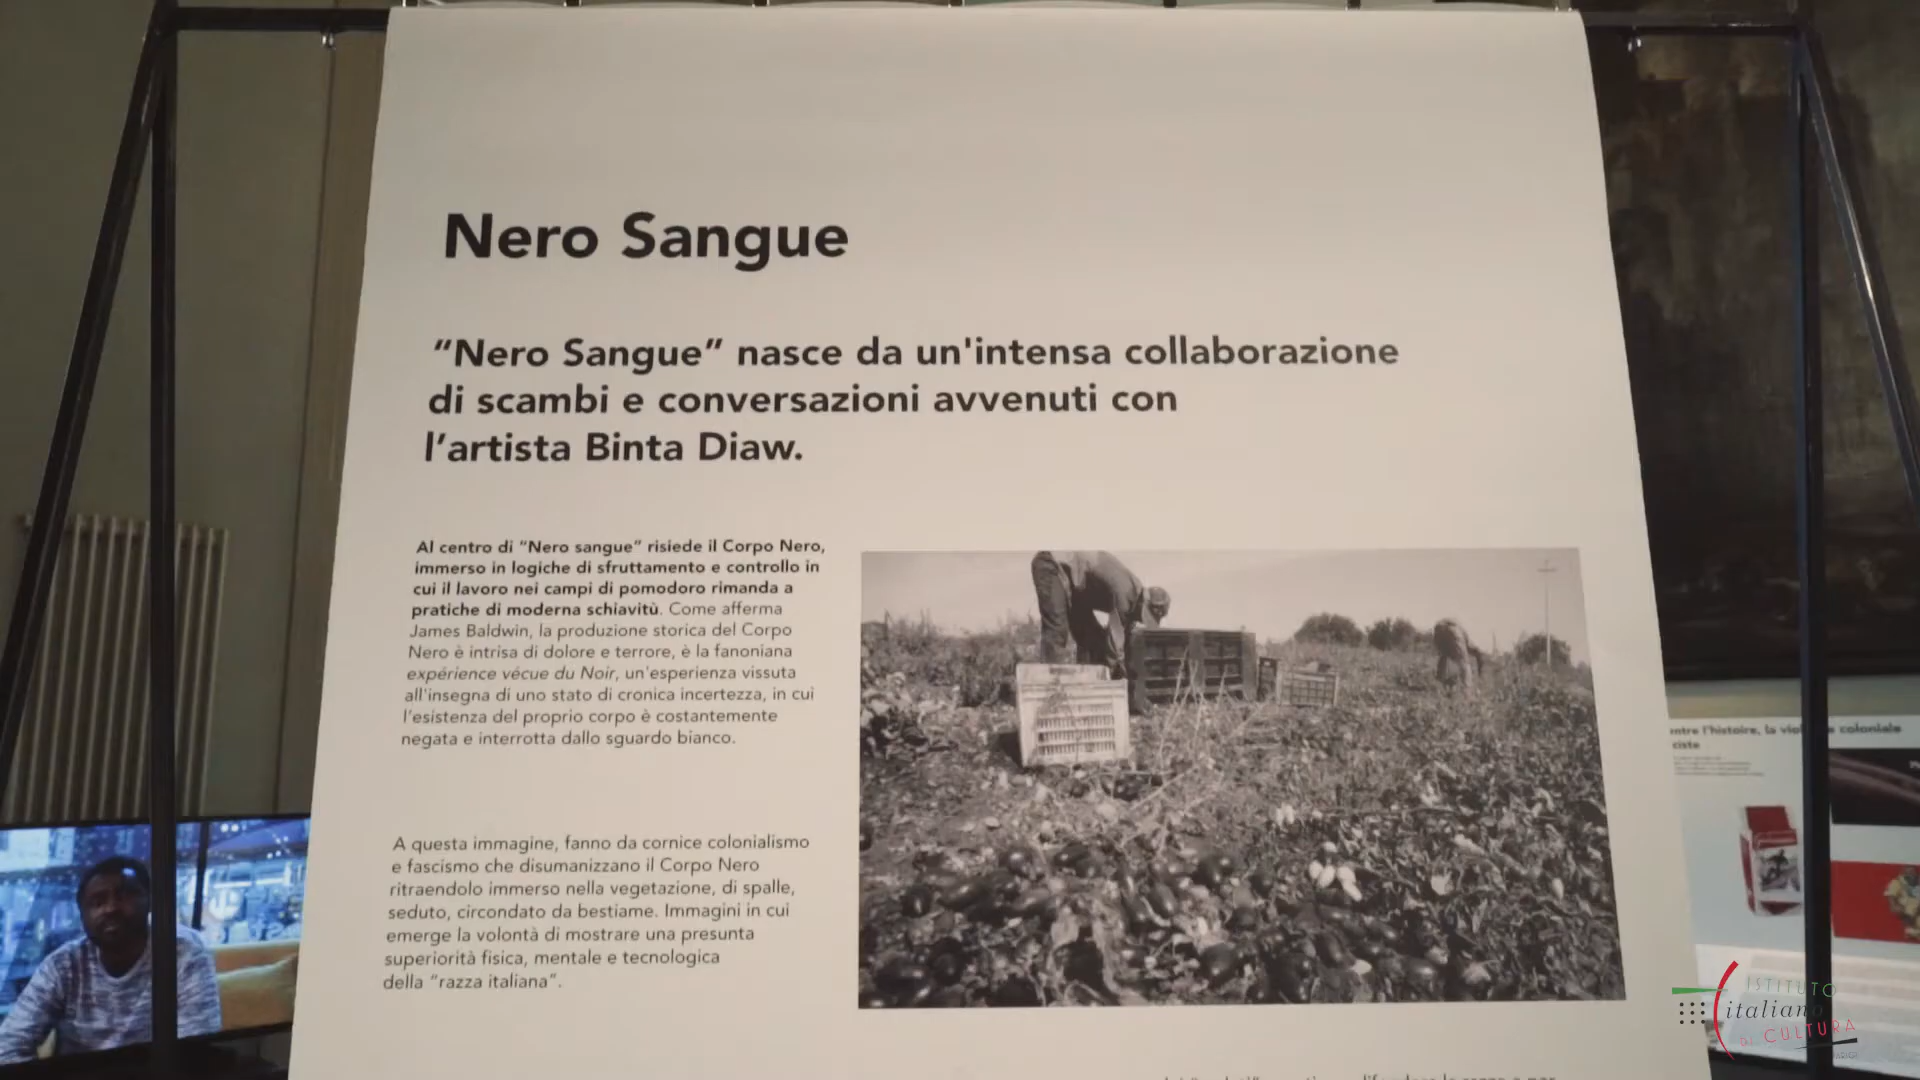 Nero Sangue
“Nero Sangue” nasce da un'intensa collaborazione
di scambi e conversazioni avvenuti con
l’artista Binta Diaw.
Al centro di “Nero sangue” risiede il Corpo Nero,
immerso in logiche di sfruttamento e controllo in
cui il lavoro nei campi di pomodoro rimanda a
pratiche di moderna schiavitù. Come afferma
James Baldwin, la produzione storica del Corpo
Nero è intrisa di dolore e terrore, è la fanoniana
expérience vécue du Noir, un'esperienza vissuta
all'insegna di uno stato di cronica incertezza, in cui
l'esistenza del proprio corpo è costantemente
negata e interrotta dallo sguardo bianco.
A questa immagine, fanno da cornice colonialismo
e fascismo che disumanizzano il Corpo Nero
ritraendolo immerso nella vegetazione, di spalle,
seduto, circondato da bestiame. Immagini in cui
emerge la volontà di mostrare una presunta
superiorità fisica, mentale e tecnologica
della “razza italiana”.
l'histoire, la coloniale
ISTITUTO
italiano
DI CULTURA
PARIGI